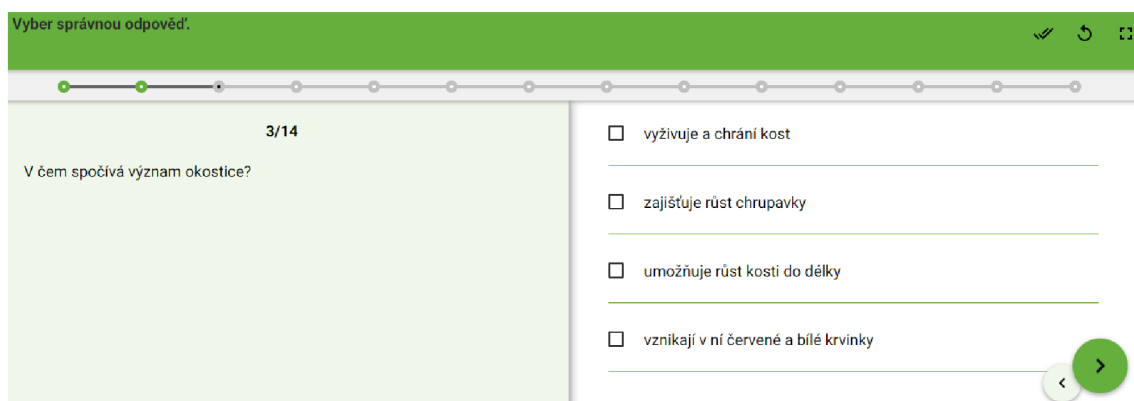 Vyber správnou odpověď.
3/14
V čem spočívá význam okostice?
vyživuje a chrání kost
zajišťuje růst chrupavky
umožňuje růst kosti do délky
vznikají v ní červené a bílé krvinky